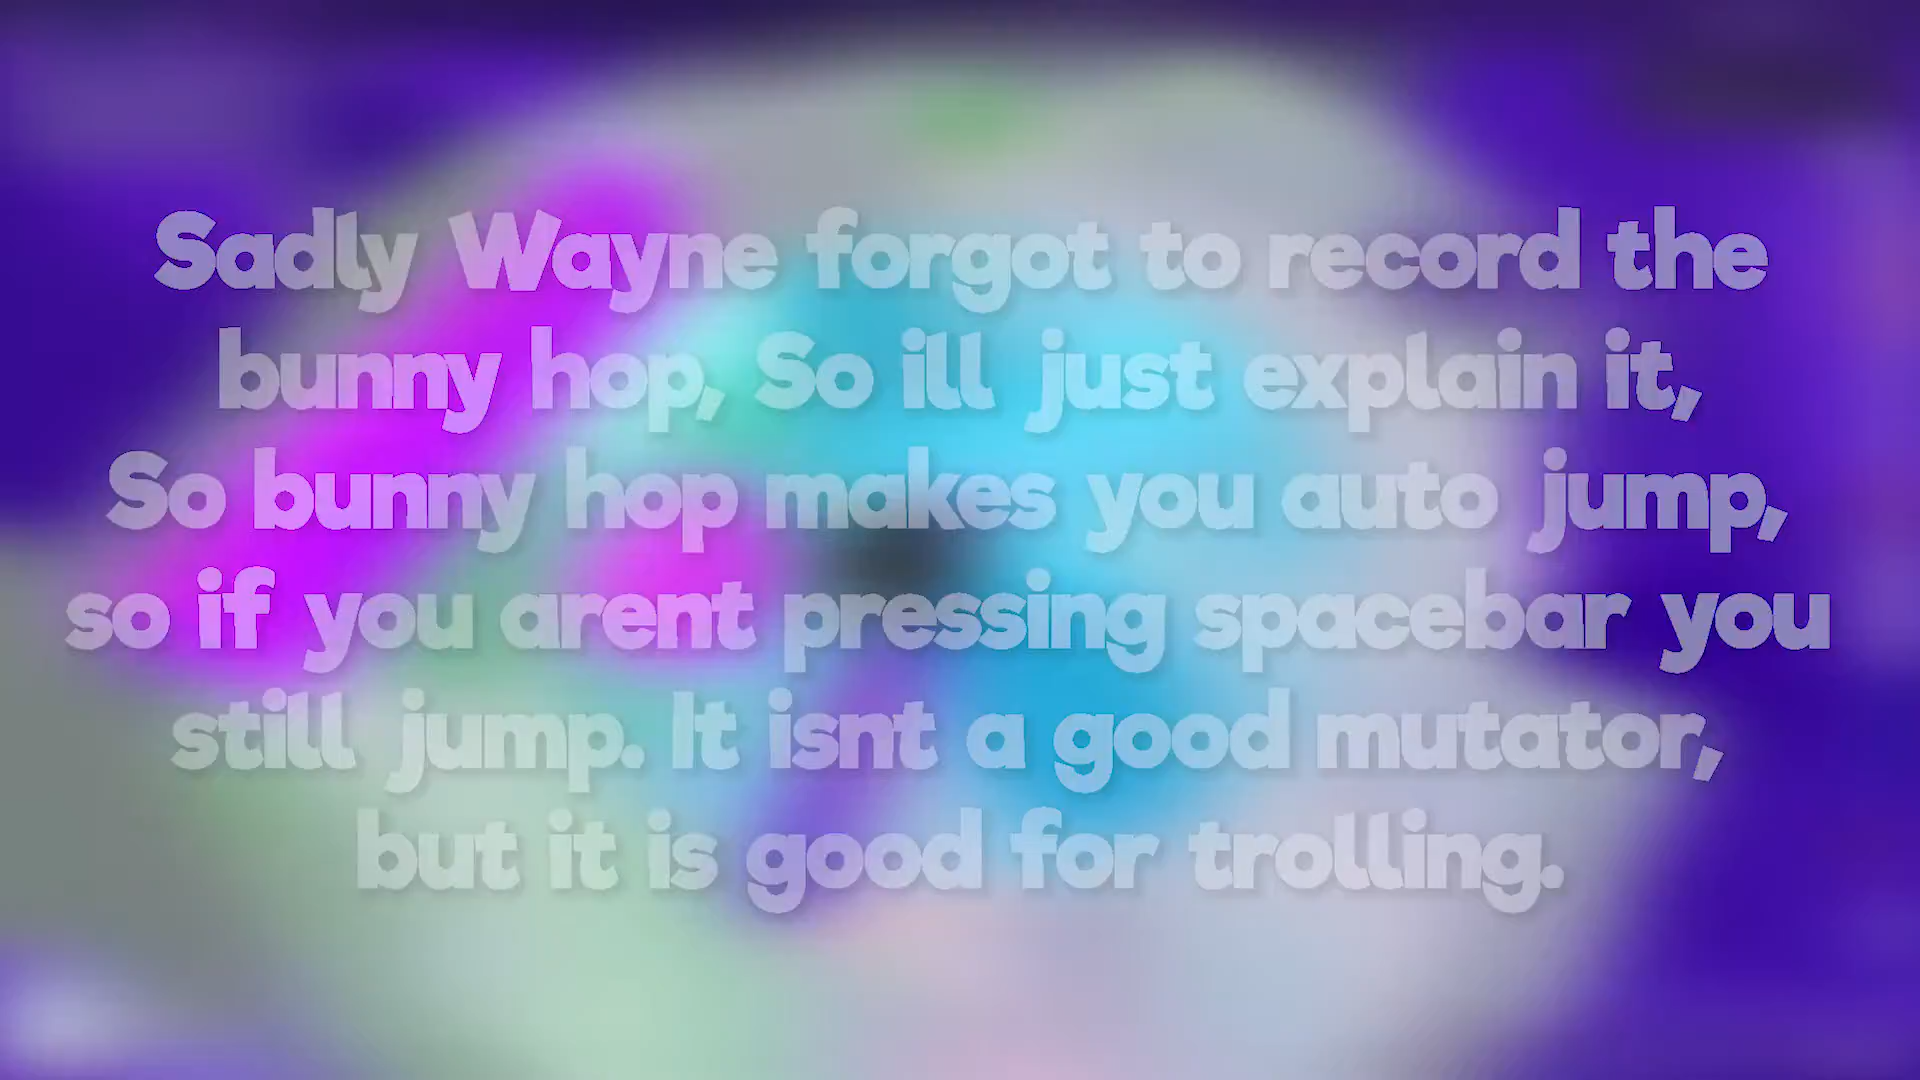 Sadly Wayne forgot to record the
bunny hop, So ill just explain it,
So bunny hop makes you auto jump,
so if you arent pressing spacebar you
still jump. It isnt a good mutator,
but it is good for trolling.